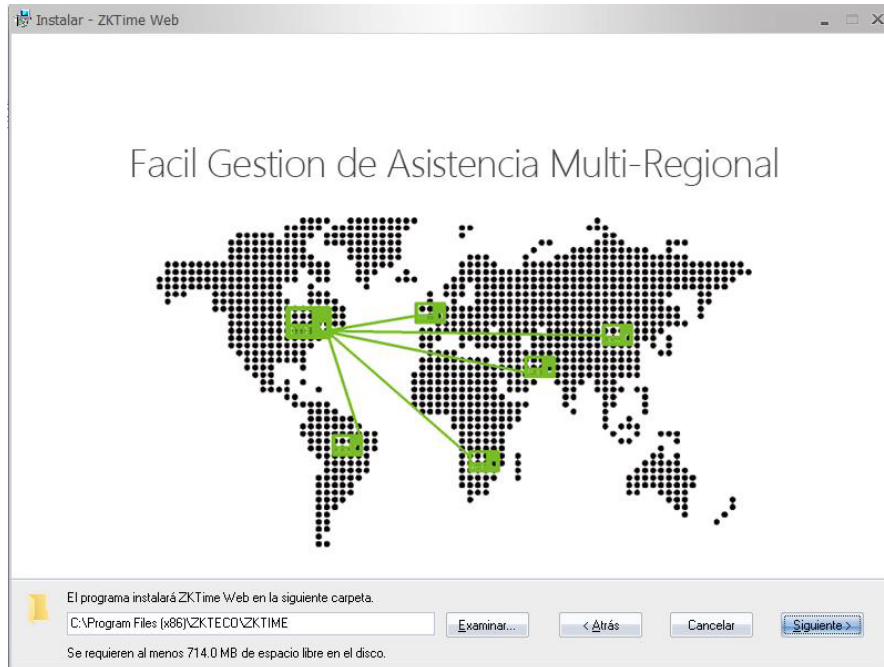 Instalar - ZKTime Web
Facil Gestion de Asistencia Multi-Regional
El programa instalará ZKTime Web en la siguiente carpeta.
C:\Program Files (x86)\ZKTECO\ZKTIME
Examinar...
< Atrás
Cancelar
Siguiente >
Se requieren al menos 714.0 MB de espacio libre en el disco.